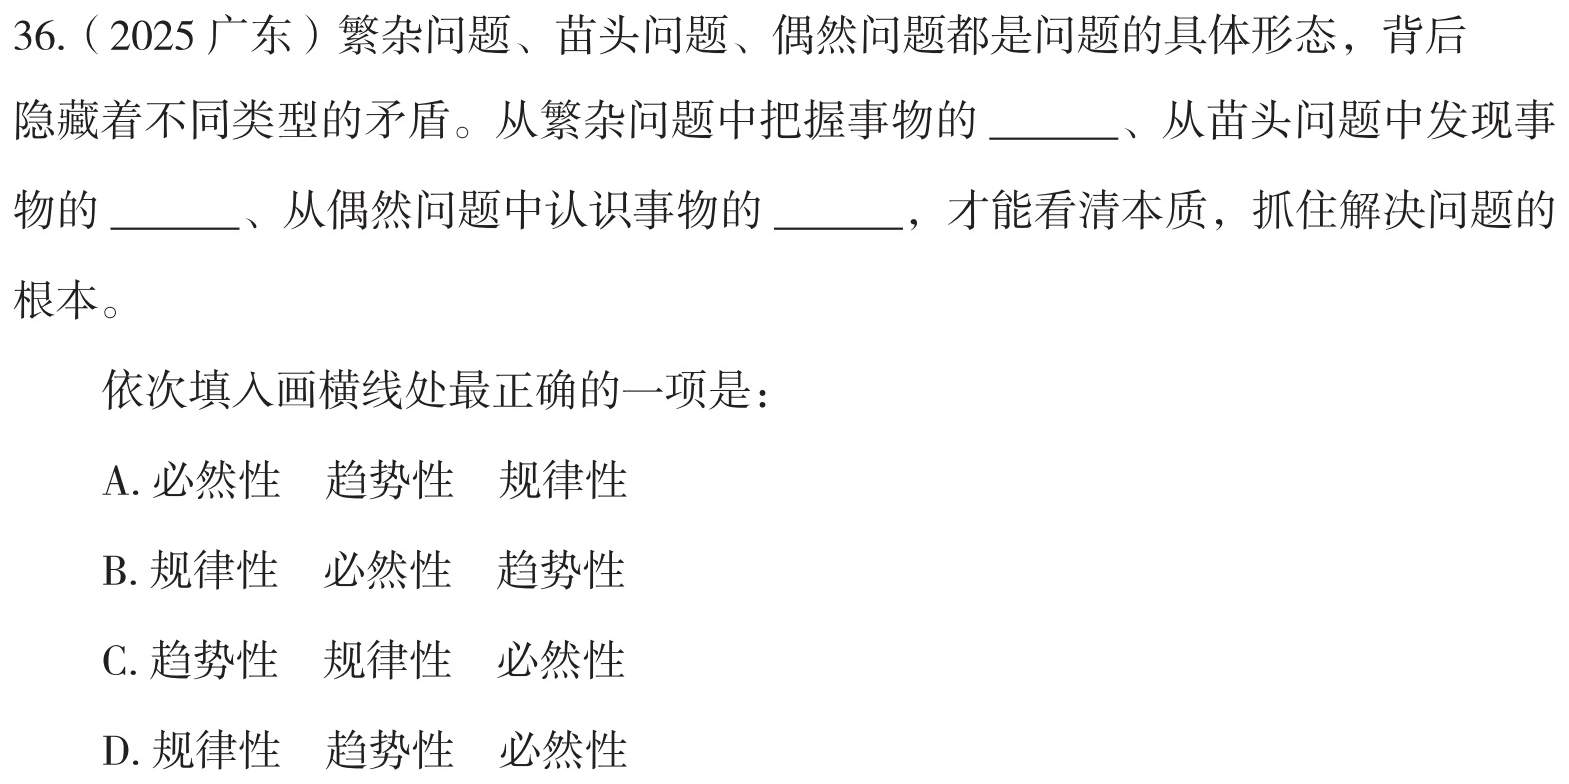 36.（2025 广东）繁杂问题、苗头问题、偶然问题都是问题的具体形态，背后
隐藏着不同类型的矛盾。从繁杂问题中把握事物的 ______、从苗头问题中发现事
物的 ______、从偶然问题中认识事物的 ______，才能看清本质，抓住解决问题的
根本。
依次填入画横线处最正确的一项是：
A. 必然性 趋势性 规律性
B. 规律性 必然性 趋势性
C. 趋势性 规律性 必然性
D. 规律性 趋势性 必然性